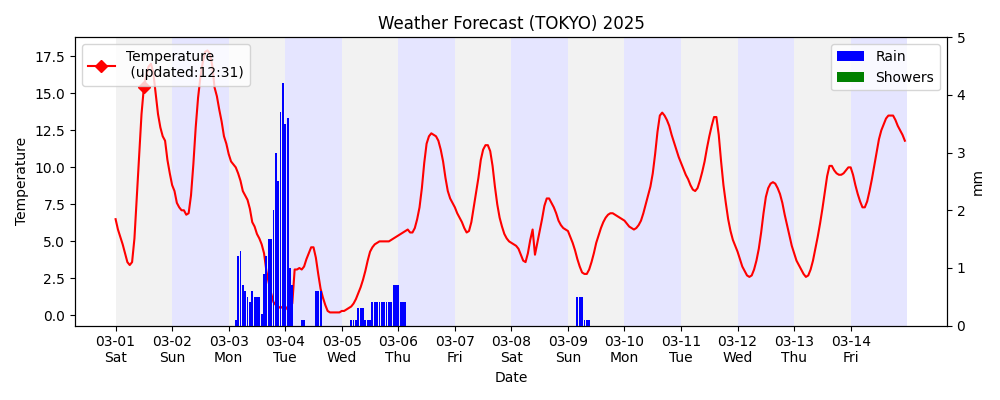 Weather Forecast (TOKYO) 2025
Temperature
(updated:12:31)
Rain
Showers
17.5
15.0
12.5
10.0
7.5
5.0
2.5
0.0
Temperature
5
4
3
2
1
0
mm
03-01 03-02 03-03 03-04 03-05 03-06 03-07 03-08 03-09 03-10 03-11 03-12 03-13 03-14
Sat Sun Mon Tue Wed Thu Fri Sat Sun Mon Tue Wed Thu Fri
Date